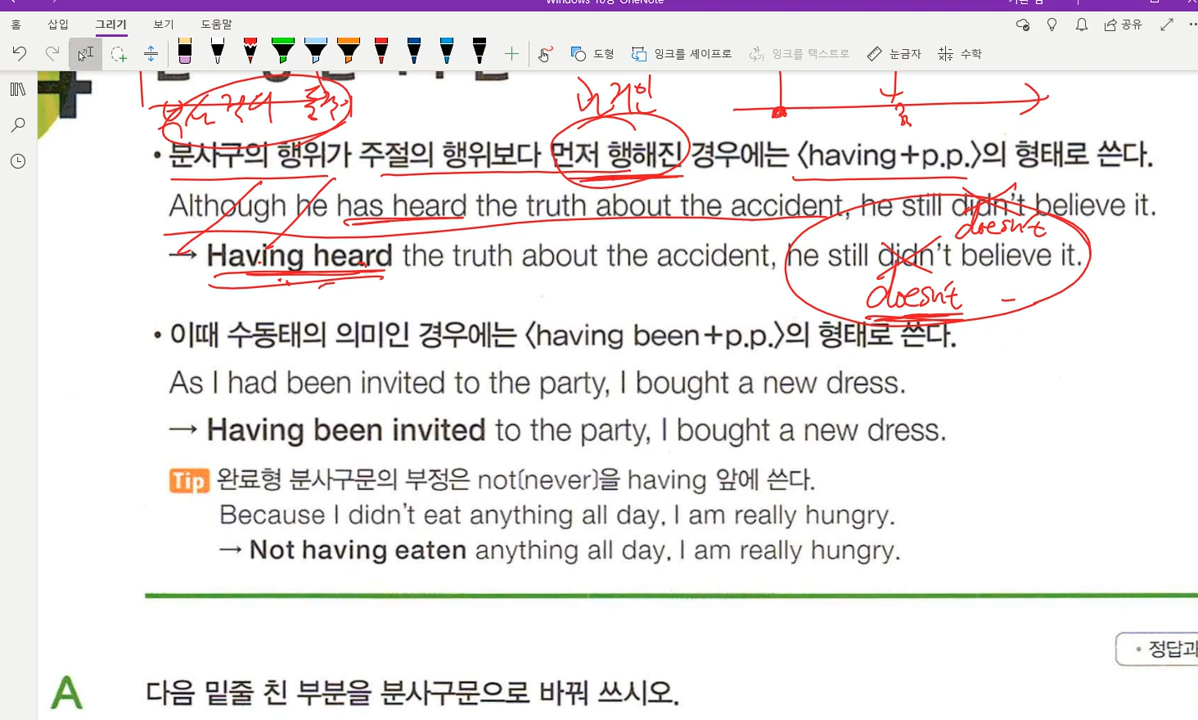 Windows 10용 OneNote
홈 삽입 그리기 보기 도움말
공유
도형 잉크를 셰이프로 잉크를 텍스트로 눈금자 수학
• 분사구의 행위가 주절의 행위보다 먼저 행해진 경우에는 〈having+p.p.〉의 형태로 쓴다.
Although he has heard the truth about the accident, he still didn't believe it.
doesn't
→ Having heard the truth about the accident, he still didn't believe it.
doesn't
• 이때 수동태의 의미인 경우에는 〈having been+p.p.〉의 형태로 쓴다.
As I had been invited to the party, I bought a new dress.
→ Having been invited to the party, I bought a new dress.
Tip 완료형 분사구문의 부정은 not(never)을 having 앞에 쓴다.
Because I didn't eat anything all day, I am really hungry.
→ Not having eaten anything all day, I am really hungry.
• 정답과
A 다음 밑줄 친 부분을 분사구문으로 바꿔 쓰시오.